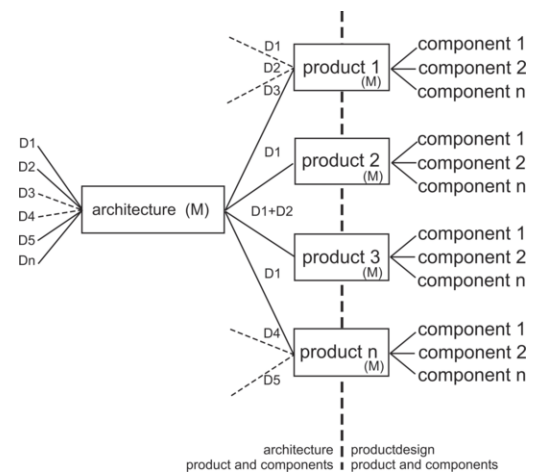 D1
D2
D3
product 1
(M)
component 1
component 2
component n
D1
D2
D3
D4
D5
Dn
architecture (M)
D1
product 2
(M)
component 1
component 2
component n
D1+D2
product 3
(M)
component 1
component 2
component n
D1
D4
D5
product n
(M)
component 1
component 2
component n
architecture
product and components
productdesign
product and components